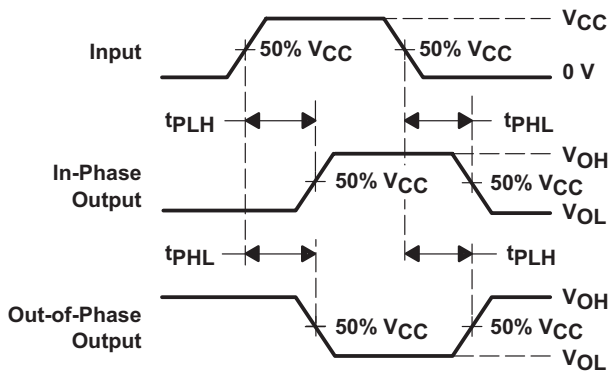 VCC
Input
50% VCC
50% VCC
0 V
tPLH
tPHL
VOH
In-Phase
Output
50% VCC
50% VCC
VOL
tPHL
tPLH
VOH
Out-of-Phase
Output
50% VCC
50% VCC
VOL